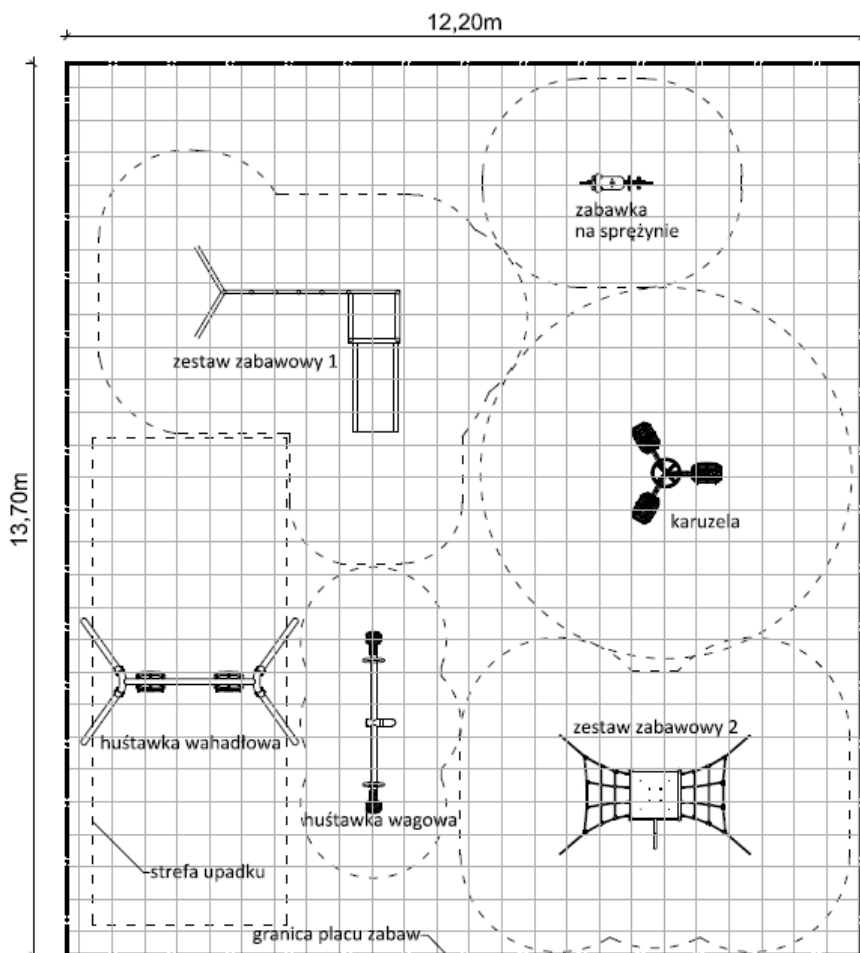 12,20m
zabawka
na sprężynie
zestaw zabawowy 1
13,70m
karuzela
zestaw zabawowy 2
huśtawka wahadłowa
huśtawka wagowa
strefa upadku
granica placu zabaw